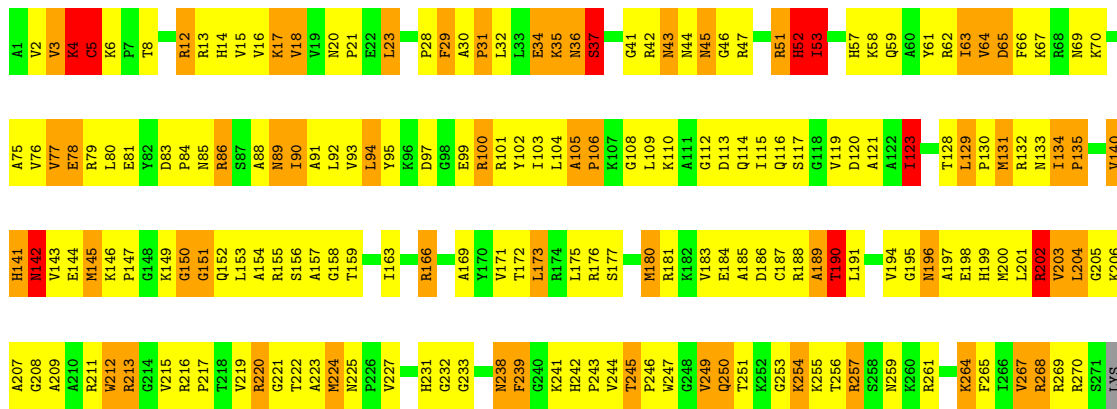 A1 V2 V3 K4 C5 K6 P7 T8 R12 R13 H14 V15 V16 K17 V18 V19 N20 P21 E22 L23 P28 F29 A30 P31 L32 L33 E34 K35 N36 S37 G41 R42 N43 N44 N45 G46 R47 R51 H52 I53 H57 K58 Q59 A60 Y61 R62 I63 V64 D65 F66 K67 R68 N69 K70
A75 V76 V77 E78 R79 L80 E81 Y82 D83 P84 N85 R86 S87 A88 N89 I90 A91 L92 V93 L94 Y95 K96 D97 G98 E99 R100 R101 Y102 I103 L104 A105 P106 K107 G108 L109 K110 A111 G112 D113 Q114 I115 Q116 S117 G118 V119 D120 A121 A122 I123 T128 L129 P130 M131 R132 N133 I134 P135 V140
H141 N142 V143 E144 M145 K146 P147 G148 K149 G150 G151 Q152 L153 A154 R155 S156 A157 G158 T159 I163 R166 A169 Y170 V171 T172 L173 R174 L175 R176 S177 M180 R181 K182 V183 E184 A185 D186 C187 R188 A189 T190 L191 V194 G195 N196 A197 E198 H199 M200 L201 R202 V203 L204 G205 K206
A207 G208 A209 A210 R211 W212 R213 G214 V215 R216 P217 T218 V219 R220 G221 T222 A223 M224 N225 P226 V227 H231 G232 G233 N238 F239 G240 K241 H242 P243 V244 T245 P246 W247 G248 V249 Q250 T251 K252 G253 K254 K255 T256 R257 S258 N259 K260 R261 K264 F265 I266 V267 R268 R269 R270 S271 LYS